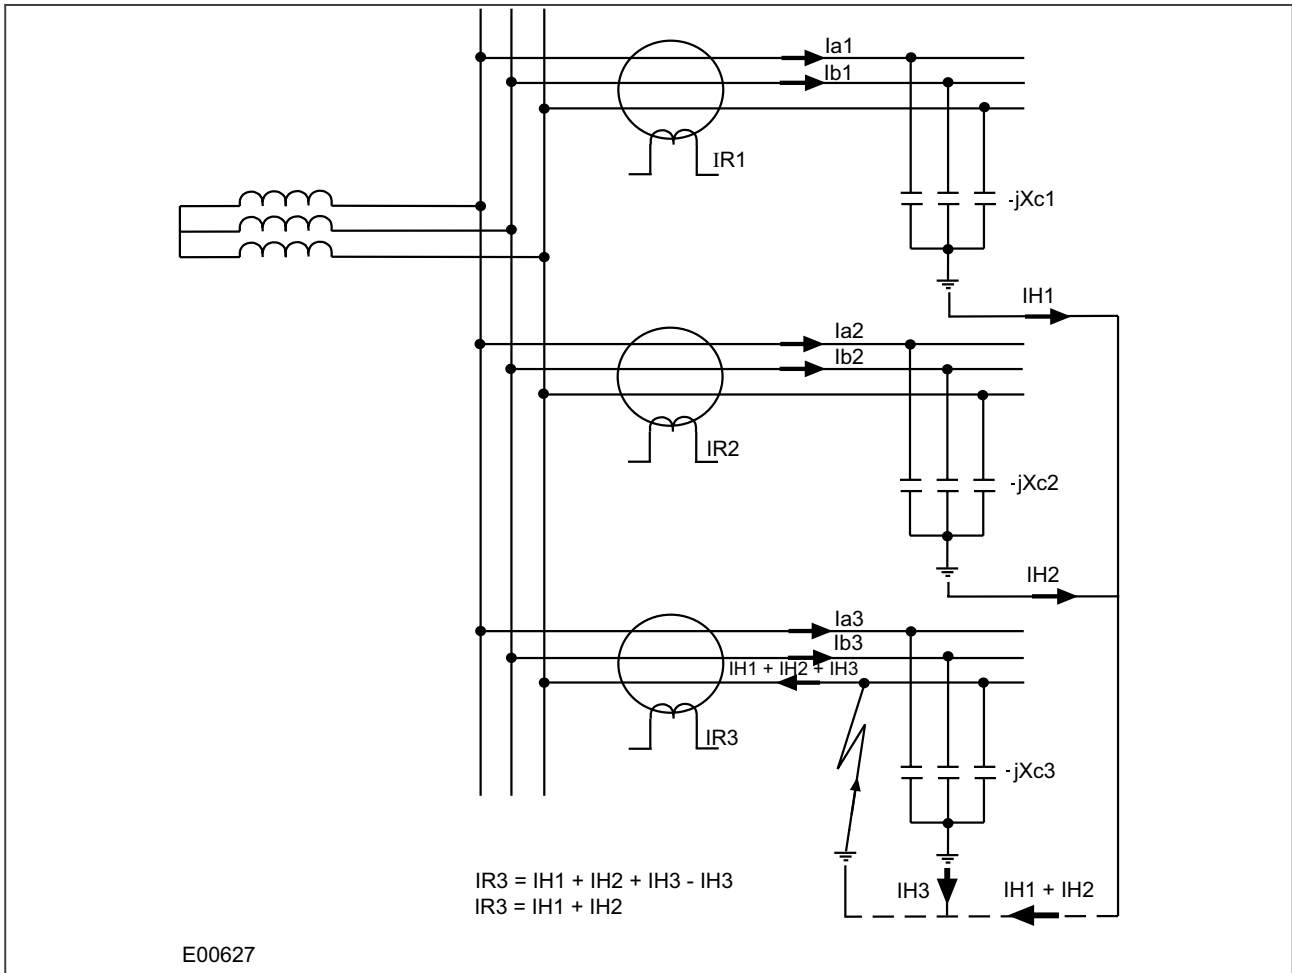 Ia1
Ib1
IR1
-jXc1
IH1
Ia2
Ib2
IR2
-jXc2
IH2
Ia3
Ib3
IH1 + IH2 + IH3
IR3
-jXc3
IR3 = IH1 + IH2 + IH3 - IH3
IH3
IH1 + IH2
IR3 = IH1 + IH2
E00627